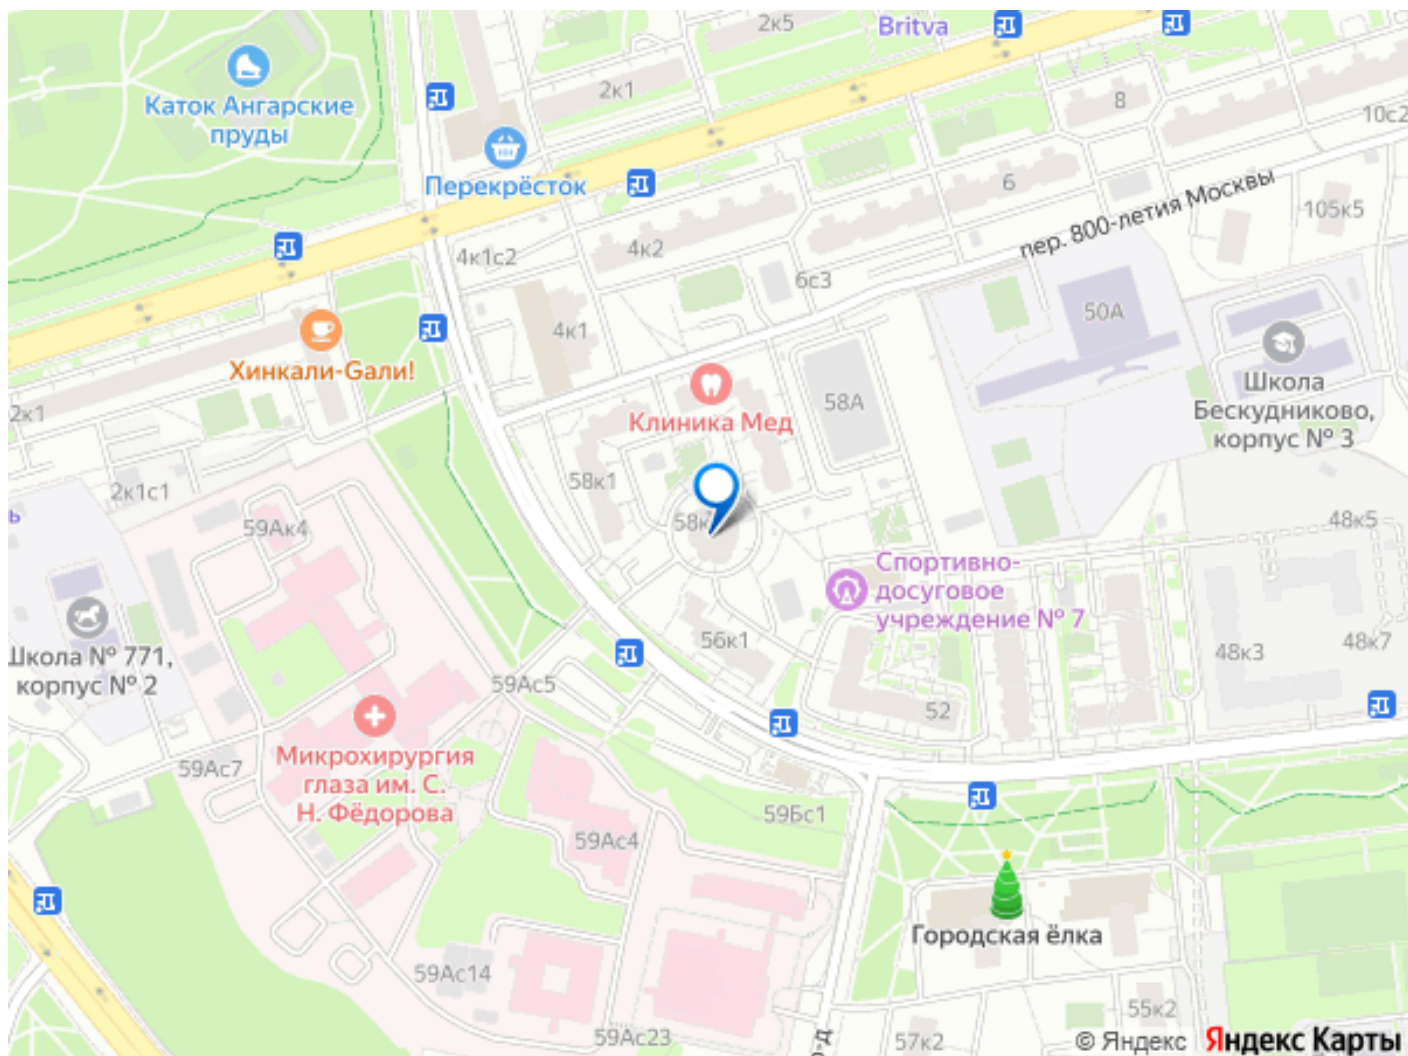 2к5
Britva
Каток Ангарские
пруды
2к1
8
10с2
Перекрёсток
6
пер. 800-летия Москвы
105к5
4к1с2
4к2
6с3
4к1
50А
Хинкали-Gали!
Школа
Бескудниково,
корпус № 3
2к1
Клиника Мед
58А
58к1
2к1с1
ь
59Ак4
58к
48к5
Спортивно-
досуговое
учреждение № 7
Школа № 771,
корпус № 2
56к1
48к3
48к7
59Ас5
52
59Ас7
Микрохирургия
глаза им. С.
Н. Фёдорова
59Бс1
59Ас4
Городская ёлка
59Ас14
55к2
59Ас23
р-д
57к2
© Яндекс Яндекс Карты